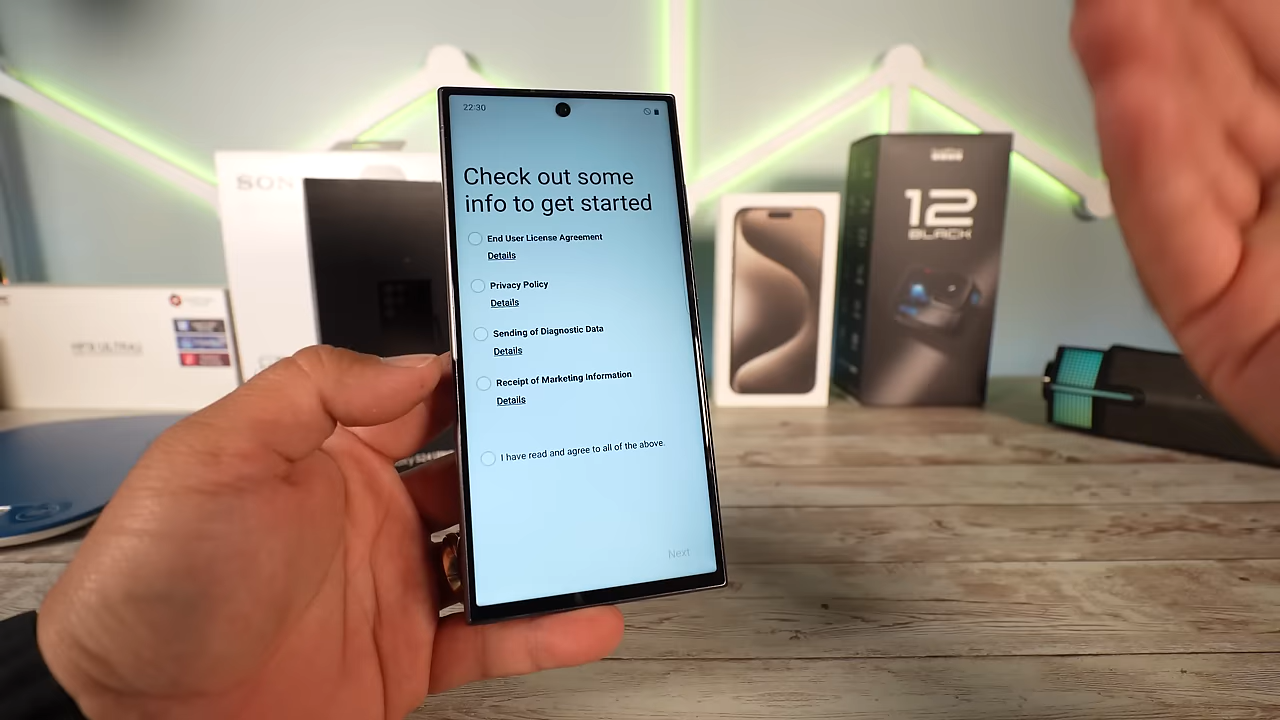 22:30
Check out some
info to get started
End User License Agreement
Details
Privacy Policy
Details
Sending of Diagnostic Data
Details
Receipt of Marketing Information
Details
I have read and agree to all of the above.
Next
SON
12
BLACK